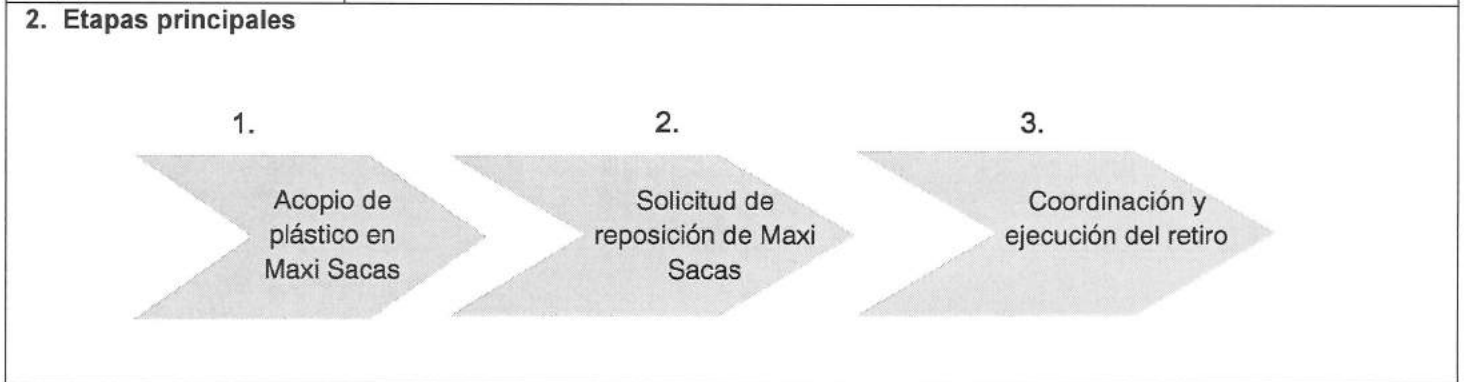 2. Etapas principales
1.
Acopio de
plástico en
Maxi Sacas
2.
Solicitud de
reposición de Maxi
Sacas
3.
Coordinación y
ejecución del retiro